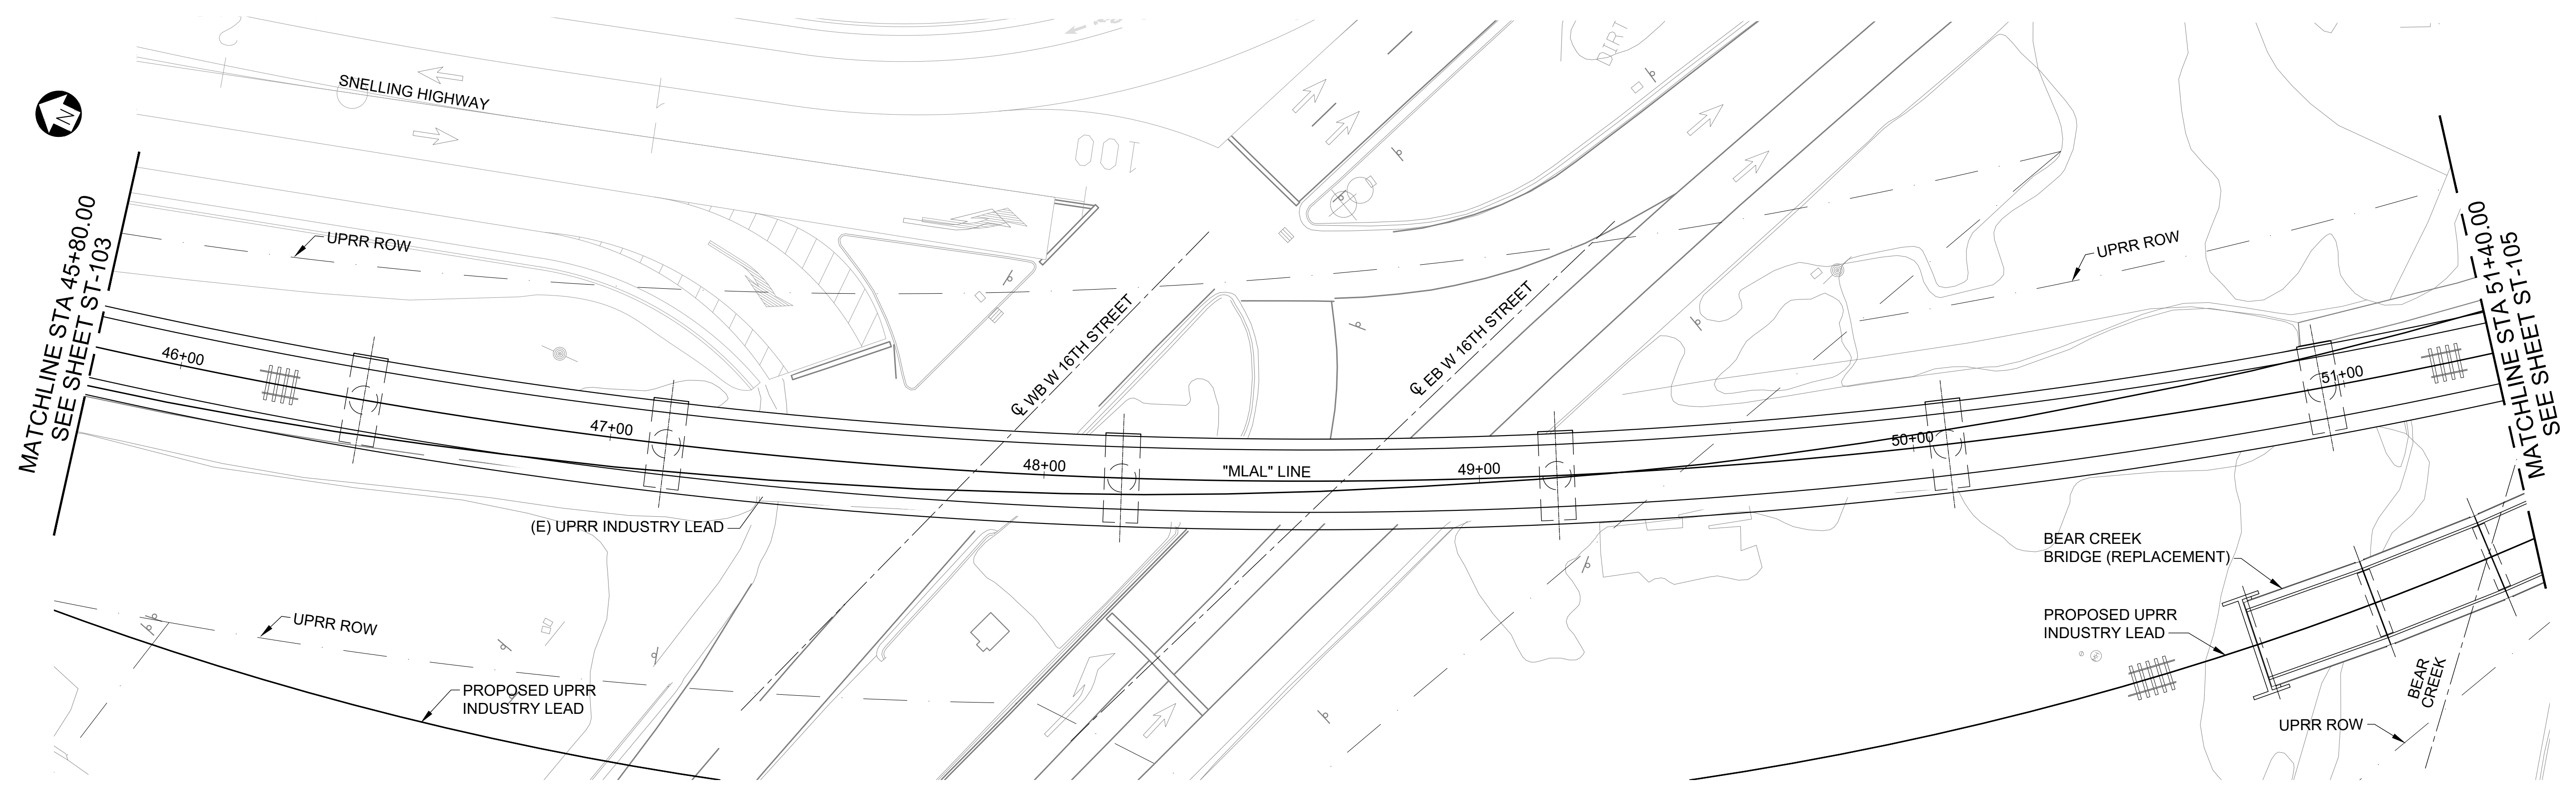 DIRT
SNELLING HIGHWAY
N
UPRR ROW
MATCHLINE STA 45+80.00
SEE SHEET ST-103
46+00
47+00
48+00
"MLAL" LINE
49+00
50+00
51+00
℄ WB W 16TH STREET
℄ EB W 16TH STREET
UPRR ROW
MATCHLINE STA 51+40.00
SEE SHEET ST-105
(E) UPRR INDUSTRY LEAD
UPRR ROW
PROPOSED UPRR
INDUSTRY LEAD
BEAR CREEK
BRIDGE (REPLACEMENT)
PROPOSED UPRR
INDUSTRY LEAD
BEAR
CREEK
UPRR ROW